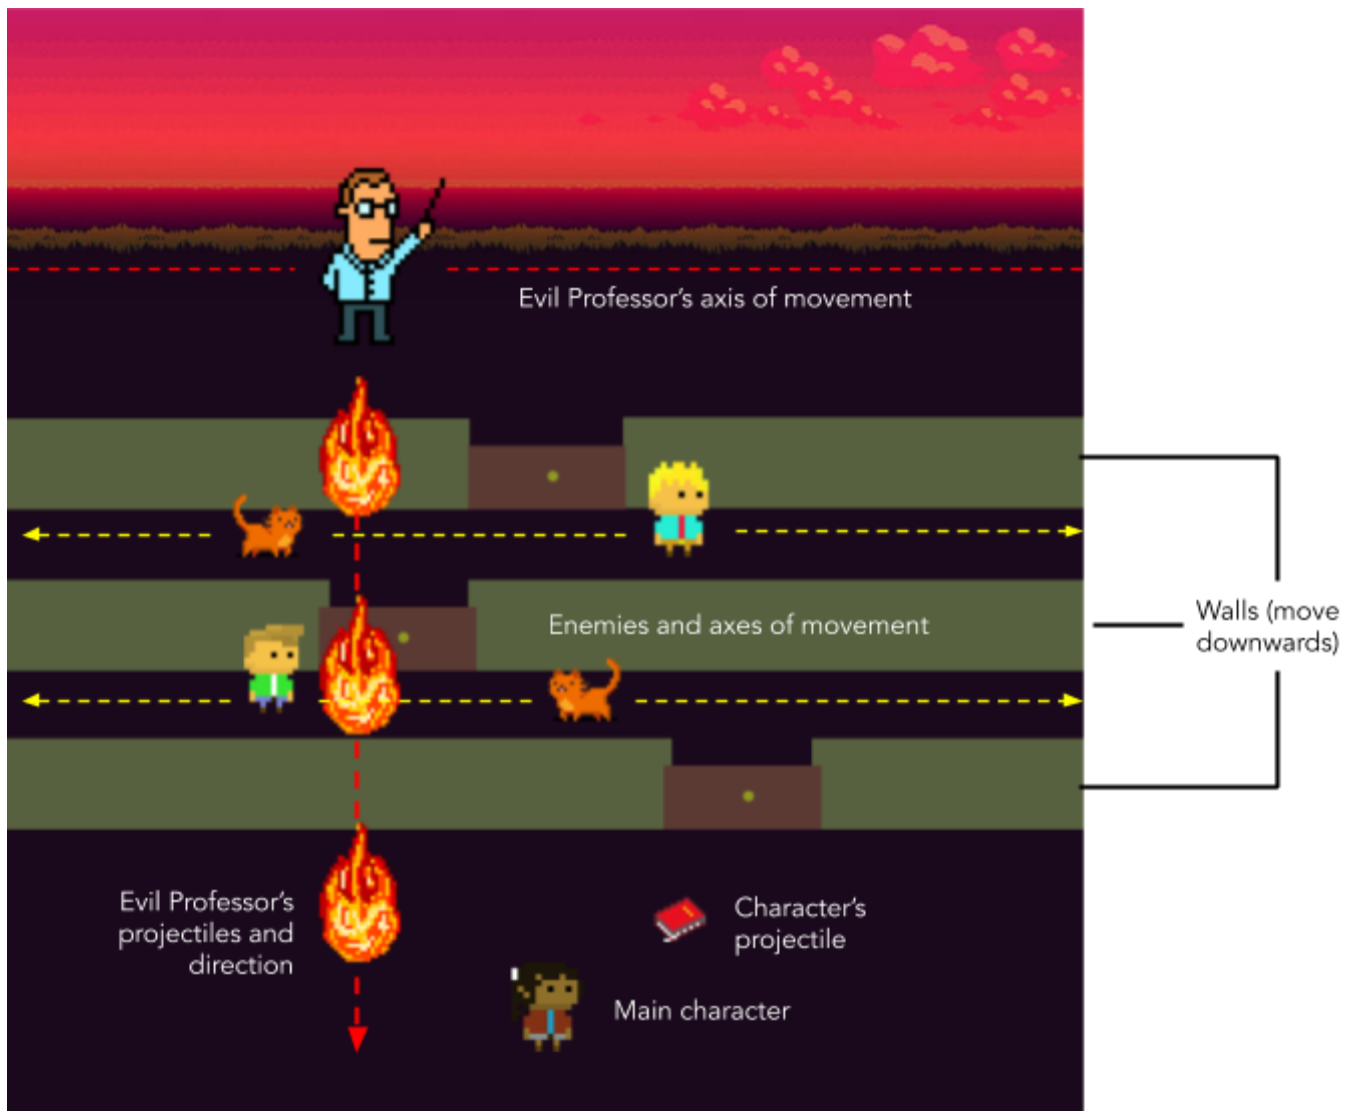 Evil Professor's axis of movement
Enemies and axes of movement
Walls (move
downwards)
Evil Professor's
projectiles and
direction
Character's
projectile
Main character